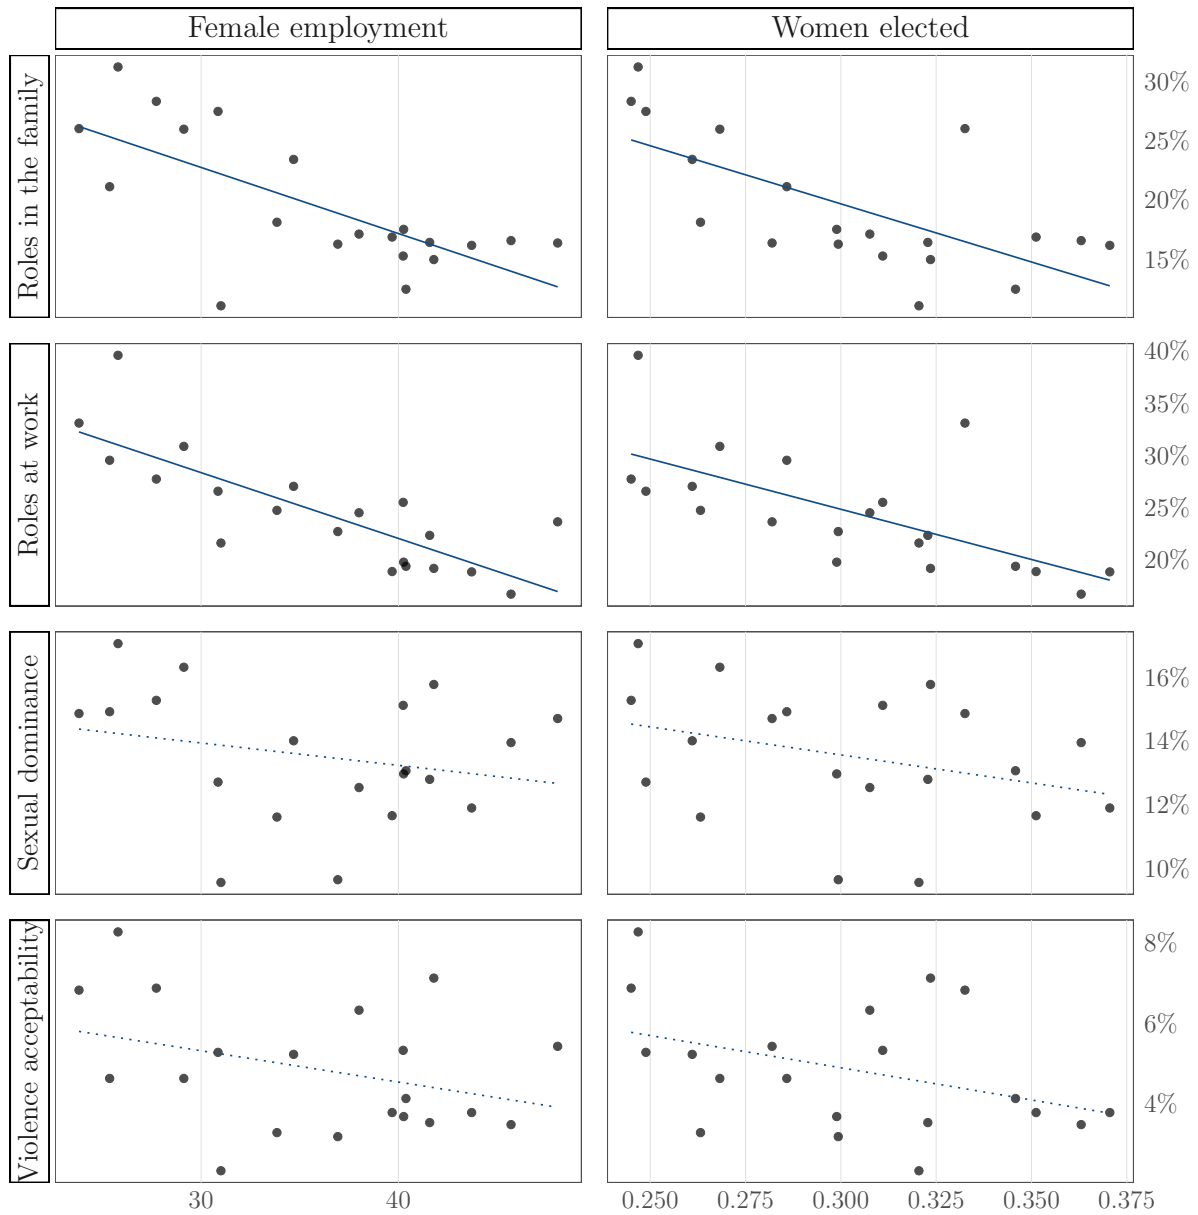 Female employment
Women elected
Roles in the family
30%
25%
20%
15%
Roles at work
40%
35%
30%
25%
20%
Sexual dominance
16%
14%
12%
10%
Violence acceptability
8%
6%
4%
30 40
0.250 0.275 0.300 0.325 0.350 0.375